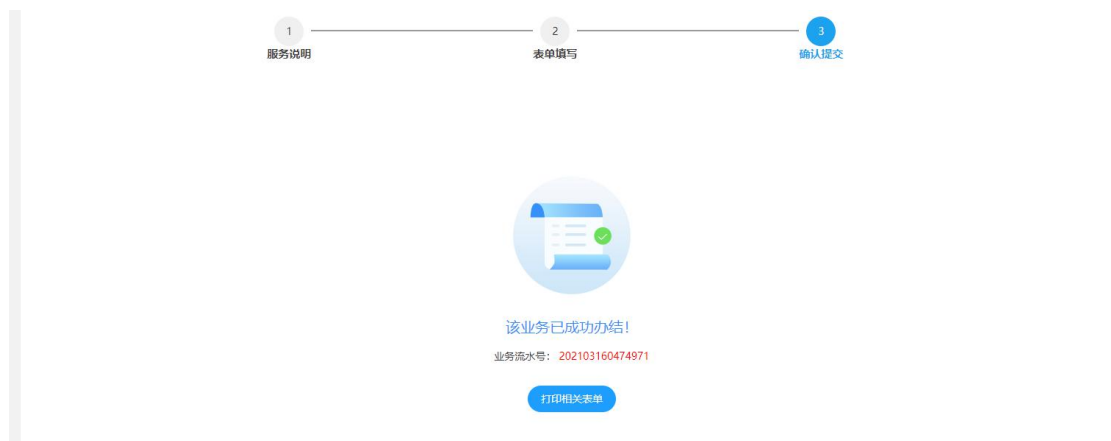 1 2 3
服务说明 表单填写 确认提交
该业务已成功办结!
业务流水号: 202103160474971
打印相关表单